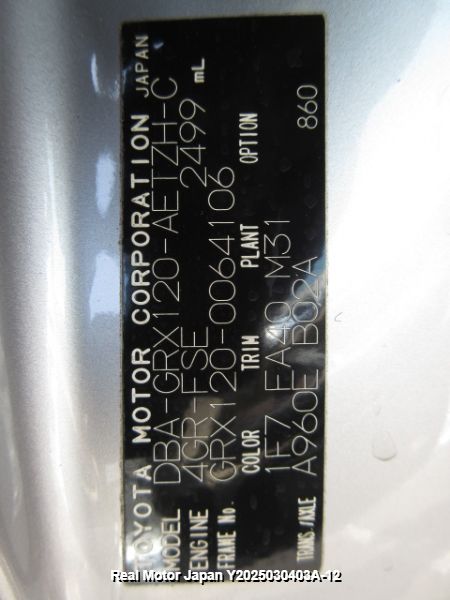 TOYOTA MOTOR CORPORATION JAPAN
MODEL DBA-GRX120-AETZH-C
ENGINE 4GR-FSE 2499 mL
FRAME No. GRX120-0064106
COLOR TRIM PLANT OPTION
1F7 FA40 M31
TRANS/AXLE A960E B02A 860
Real Motor Japan Y2025030403A-12